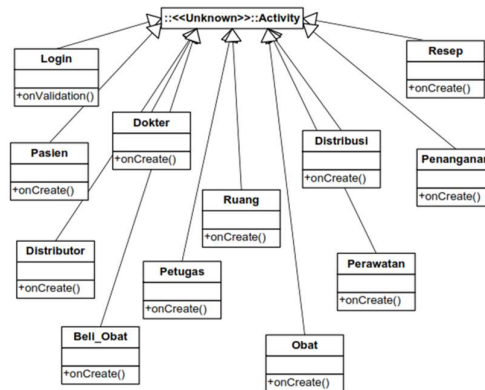 ::<<Unknown>>::Activity
Login
+onValidation()
Resep
+onCreate()
Dokter
+onCreate()
Distribusi
+onCreate()
Pasien
+onCreate()
Penanganan
+onCreate()
Ruang
+onCreate()
Distributor
+onCreate()
Petugas
+onCreate()
Perawatan
+onCreate()
Beli_Obat
+onCreate()
Obat
+onCreate()